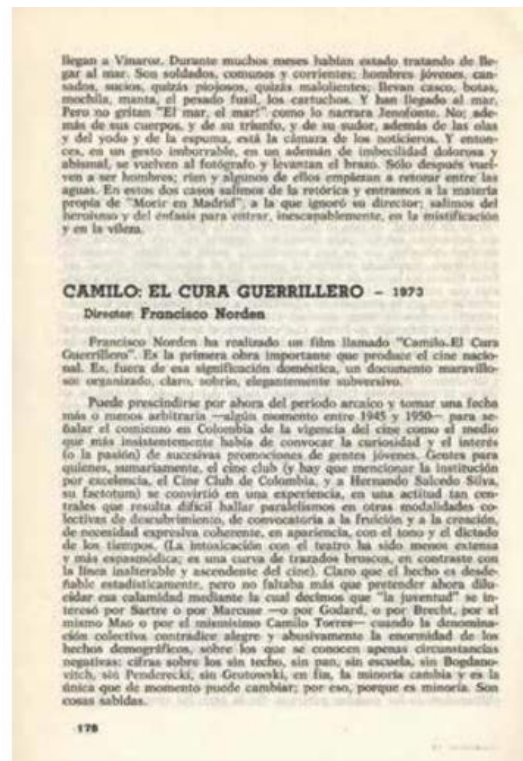 llegan a Vinaroz. Durante muchos meses habían estado tratando de lle-
gar al mar. Son soldados, comunes y corrientes; hombres jóvenes, can-
sados, sucios, quizás piojosos, quizás malolientes; llevan casco, botas,
mochila, manta, el pesado fusil, los cartuchos. Y han llegado al mar.
Pero no gritan "El mar, el mar!" como lo narrara Jenofonte. No; ade-
más de sus cuerpos, y de su triunfo, y de su sudor, además de las olas
y del yodo y de la espuma, está la cámara de los noticieros. Y enton-
ces, en un gesto imborrable, en un ademán de imbecilidad dolorosa y
abismal, se vuelven al fotógrafo y levantan el brazo. Sólo después vuel-
ven a ser hombres; ríen y algunos de ellos empiezan a retozar entre las
aguas. En estos dos casos salimos de la retórica y entramos a la materia
propia de "Morir en Madrid", a la que ignoró su director; salimos del
heroísmo y del énfasis para entrar, inescapablemente, en la mistificación
y en la vileza.
CAMILO: EL CURA GUERRILLERO - 1973
Director: Francisco Norden
Francisco Norden ha realizado un film llamado "Camilo.El Cura
Guerrillero". Es la primera obra importante que produce el cine nacio-
nal. Es, fuera de esa significación doméstica, un documento maravillo-
so: organizado, claro, sobrio, elegantemente subversivo.
Puede prescindirse por ahora del período arcaico y tomar una fecha
más o menos arbitraria —algún momento entre 1945 y 1950— para se-
ñalar el comienzo en Colombia de la vigencia del cine como el medio
que más insistentemente había de convocar la curiosidad y el interés
(o la pasión) de sucesivas promociones de gentes jóvenes. Gentes para
quienes, sumariamente, el cine club (y hay que mencionar la institución
por excelencia, el Cine Club de Colombia, y a Hernando Salcedo Silva,
su factotum) se convirtió en una experiencia, en una actitud tan cen-
trales que resulta difícil hallar paralelismos en otras modalidades co-
lectivas de descubrimiento, de convocatoria a la fruición y a la creación,
de necesidad expresiva coherente, en apariencia, con el tono y el dictado
de los tiempos. (La intoxicación con el teatro ha sido menos extensa
y más espasmódica; es una curva de trazados bruscos, en contraste con
la línea inalterable y ascendente del cine). Claro que el hecho es desde-
ñable estadísticamente, pero no faltaba más que pretender ahora dilu-
cidar esa calamidad mediante la cual decimos que "la juventud" se in-
teresó por Sartre o por Marcuse —o por Godard, o por Brecht, por el
mismo Mao o por el mismísimo Camilo Torres— cuando la denomina-
ción colectiva contradice alegre y abusivamente la enormidad de los
hechos demográficos, sobre los que se conocen apenas circunstancias
negativas: cifras sobre los sin techo, sin pan, sin escuela, sin Bogdano-
vitch, sin Penderecki, sin Grotowski, en fin, la minoría cambia y es la
única que de momento puede cambiar; por eso, porque es minoría. Son
cosas sabidas.
178